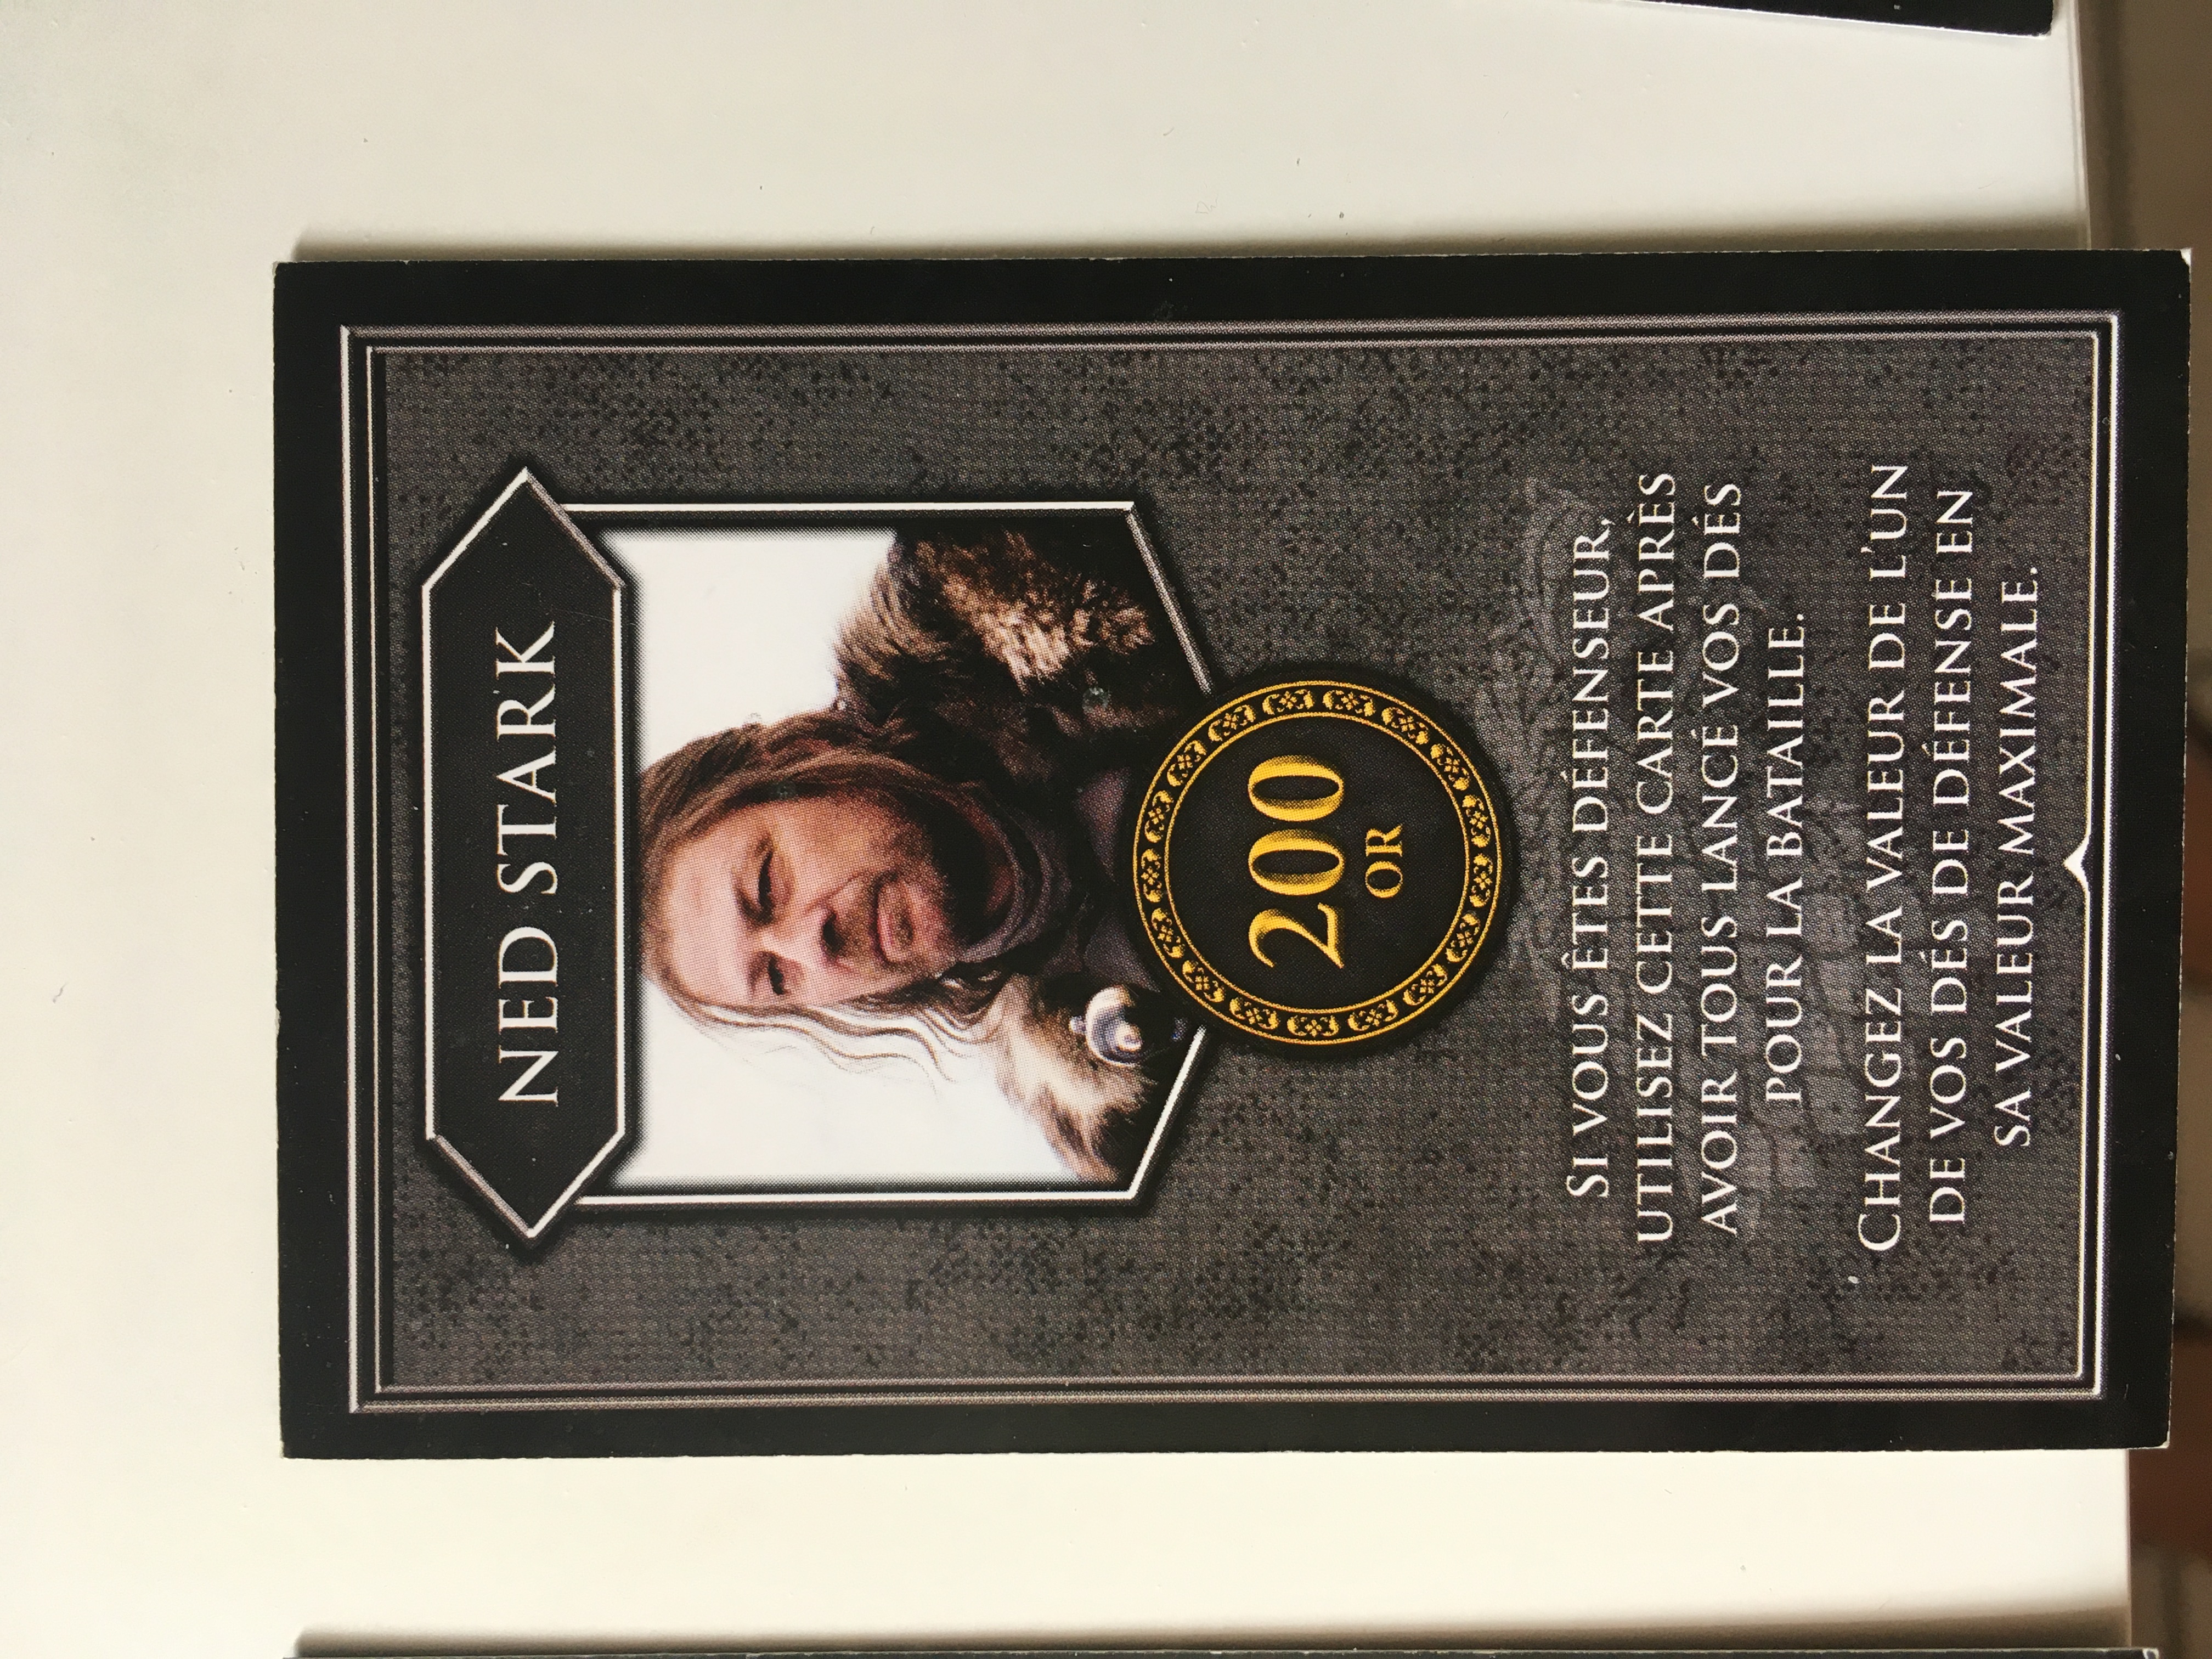 NED STARK
200
OR
SI VOUS ÊTES DÉFENSEUR,
UTILISEZ CETTE CARTE APRÈS
AVOIR TOUS LANCÉ VOS DÉS
POUR LA BATAILLE.
CHANGEZ LA VALEUR DE L'UN
DE VOS DÉS DE DÉFENSE EN
SA VALEUR MAXIMALE.